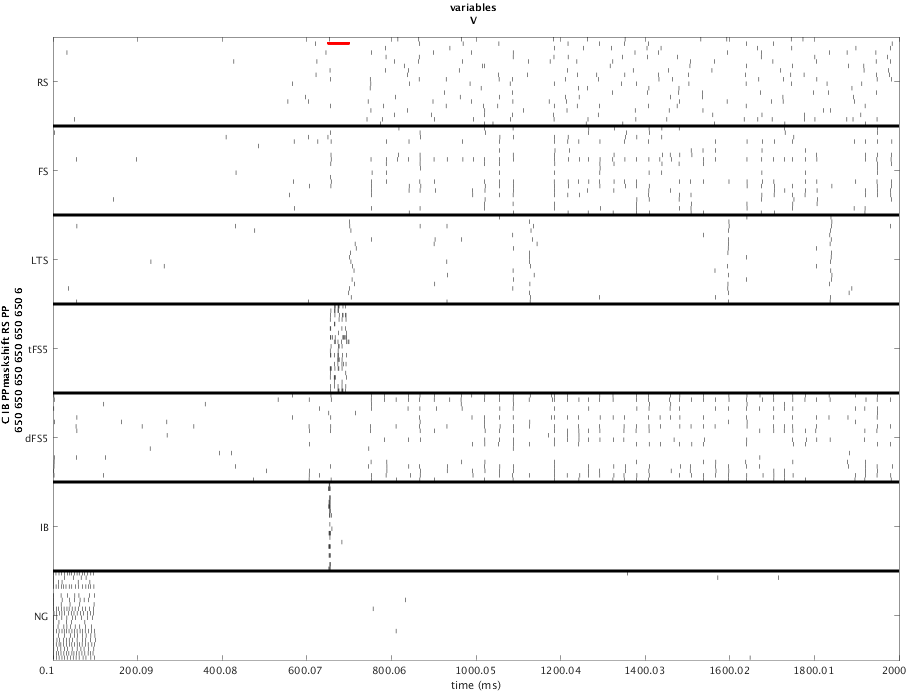 variables
V
RS
FS
LTS
tFS5
dFS5
IB
NG
C IB PPmaskshift RS PP
650 650 650 650 650 650 6
0.1 200.09 400.08 600.07 800.06 1000.05 1200.04 1400.03 1600.02 1800.01 2000
time (ms)